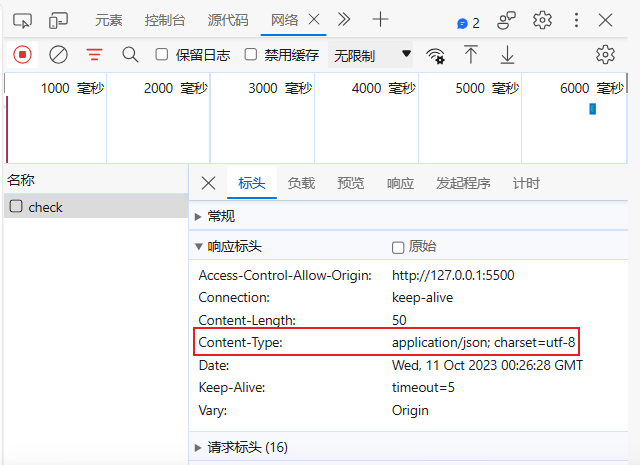 元素 控制台 源代码 网络 2
保留日志 禁用缓存 无限制
1000 毫秒 2000 毫秒 3000 毫秒 4000 毫秒 5000 毫秒 6000 毫秒
名称 标头 负载 预览 响应 发起程序 计时
check 常规
响应标头 原始
Access-Control-Allow-Origin: http://127.0.0.1:5500
Connection: keep-alive
Content-Length: 50
Content-Type: application/json; charset=utf-8
Date: Wed, 11 Oct 2023 00:26:28 GMT
Keep-Alive: timeout=5
Vary: Origin
请求标头 (16)